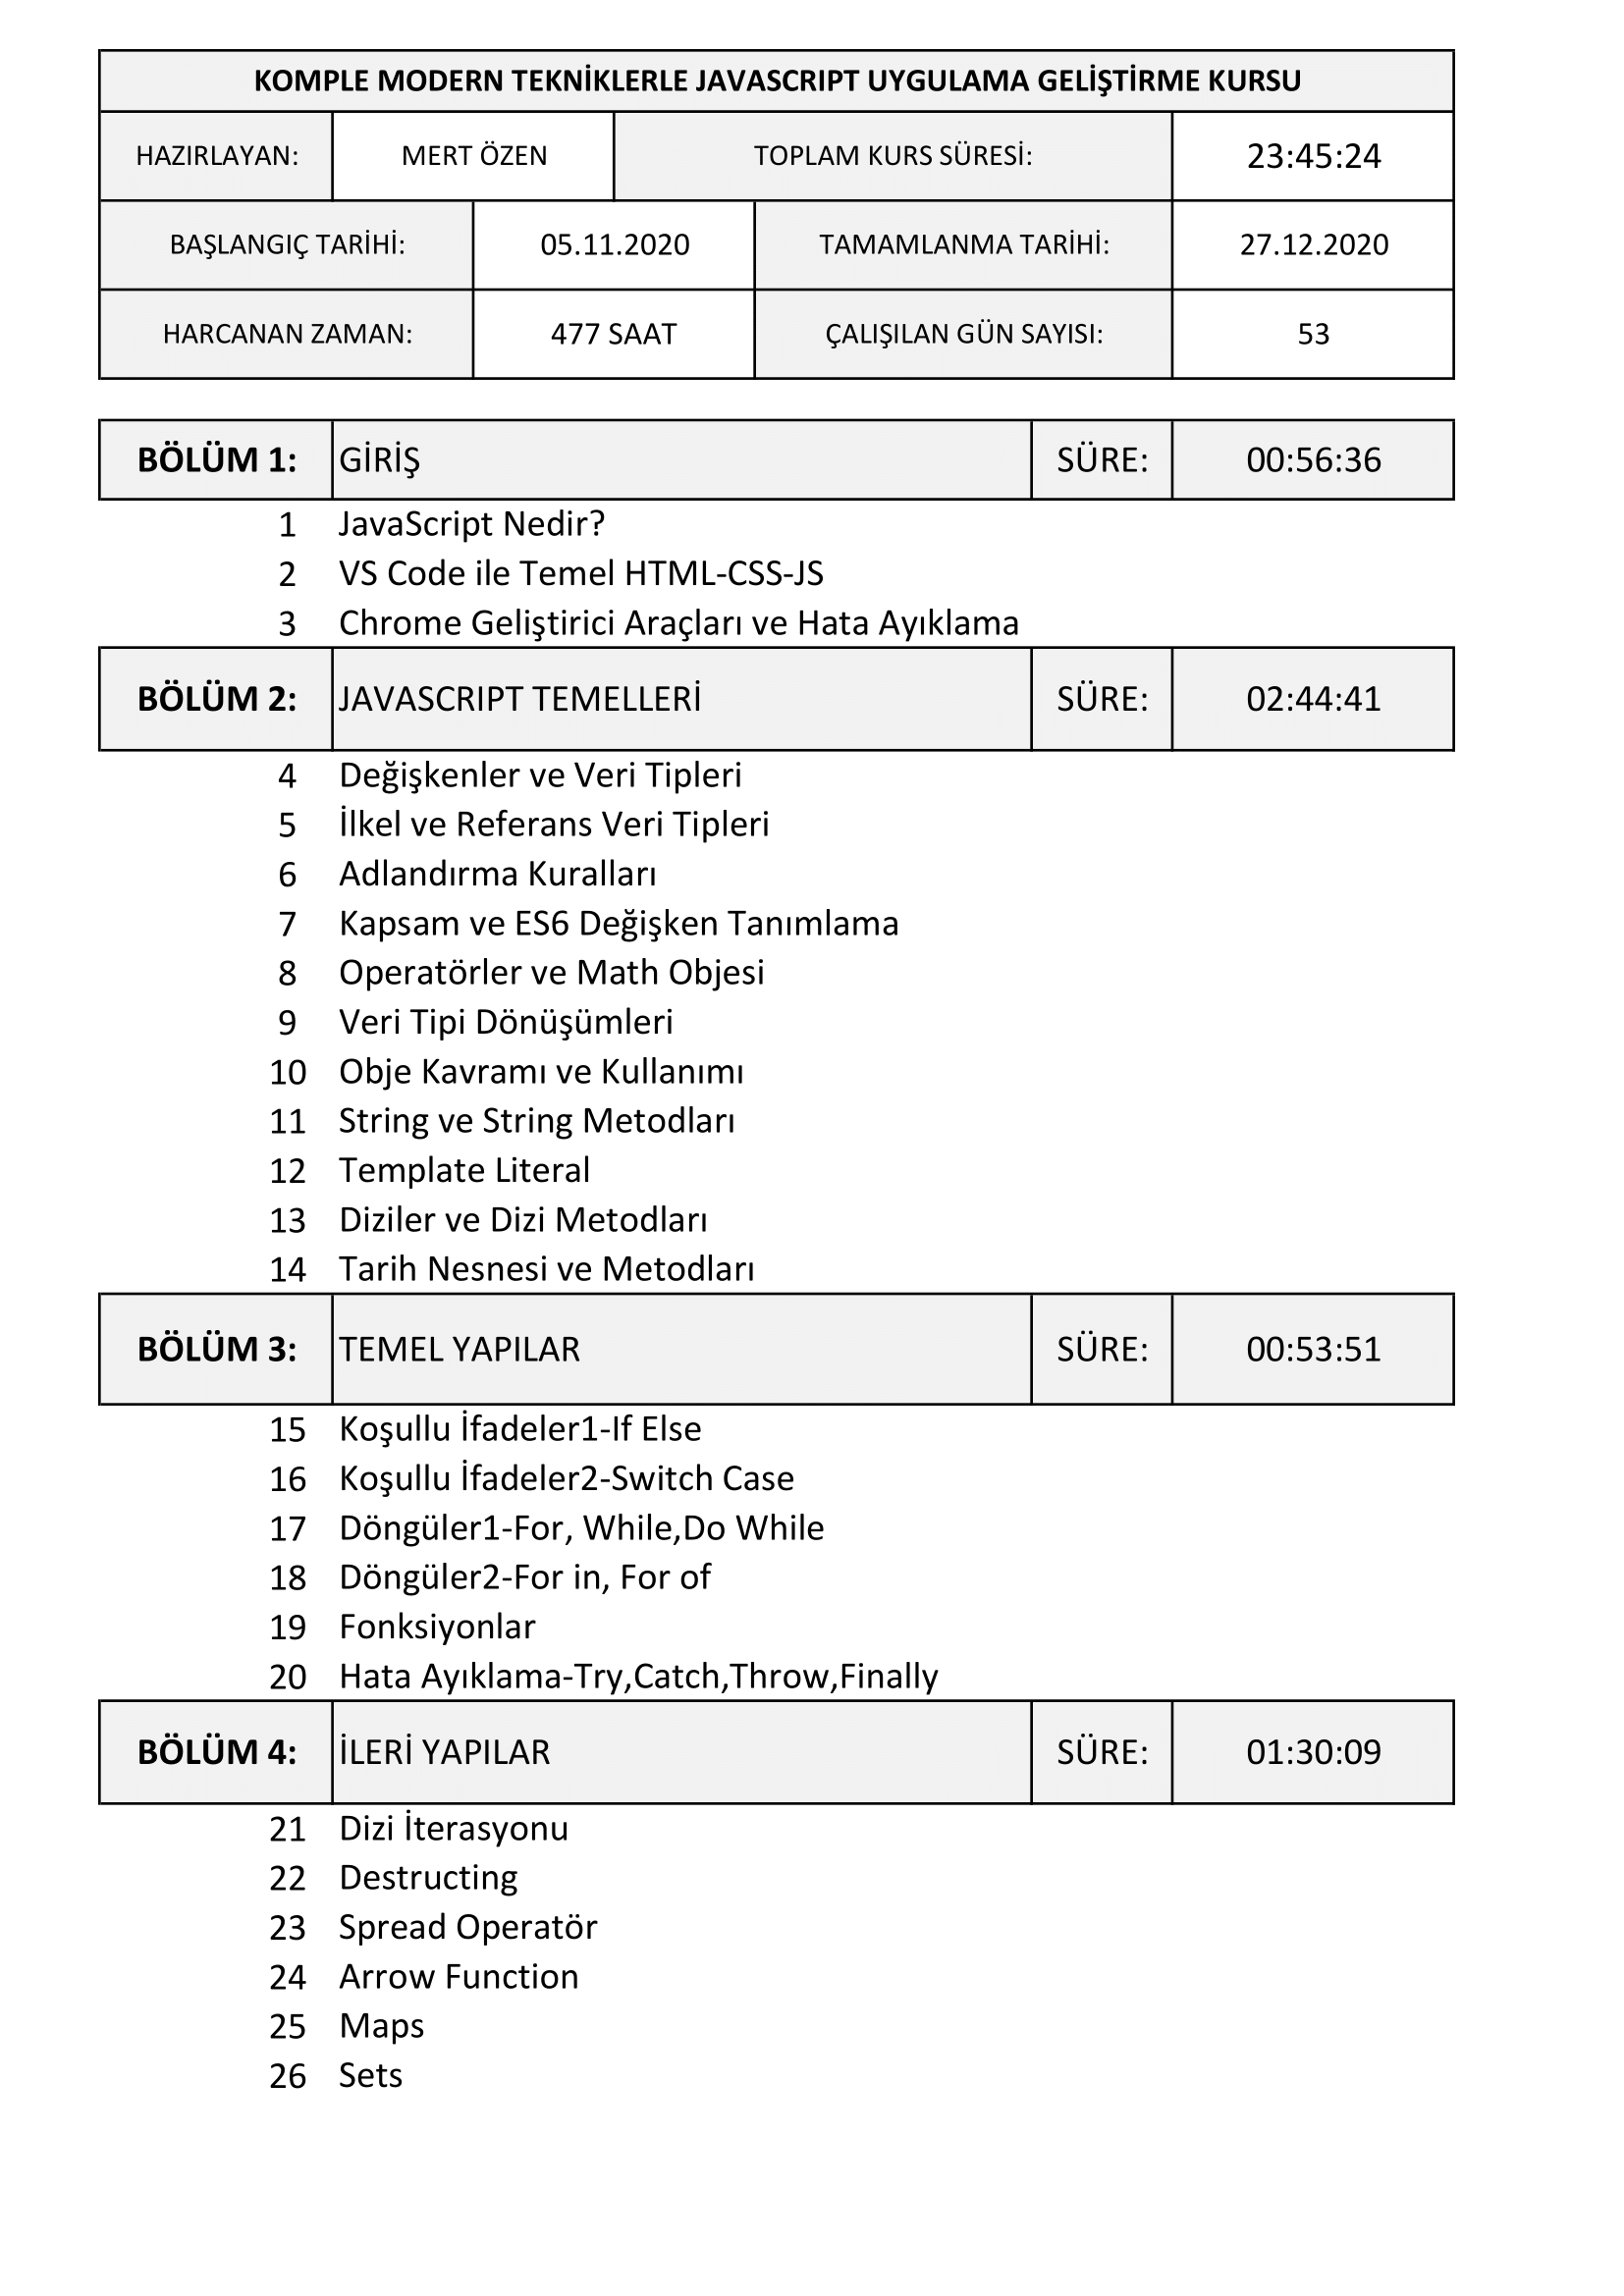 KOMPLE MODERN TEKNİKLERLE JAVASCRIPT UYGULAMA GELİŞTİRME KURSU
HAZIRLAYAN: MERT ÖZEN TOPLAM KURS SÜRESİ: 23:45:24
BAŞLANGIÇ TARİHİ: 05.11.2020 TAMAMLANMA TARİHİ: 27.12.2020
HARCANAN ZAMAN: 477 SAAT ÇALIŞILAN GÜN SAYISI: 53
BÖLÜM 1: GİRİŞ SÜRE: 00:56:36
1 JavaScript Nedir?
2 VS Code ile Temel HTML-CSS-JS
3 Chrome Geliştirici Araçları ve Hata Ayıklama
BÖLÜM 2: JAVASCRIPT TEMELLERİ SÜRE: 02:44:41
4 Değişkenler ve Veri Tipleri
5 İlkel ve Referans Veri Tipleri
6 Adlandırma Kuralları
7 Kapsam ve ES6 Değişken Tanımlama
8 Operatörler ve Math Objesi
9 Veri Tipi Dönüşümleri
10 Obje Kavramı ve Kullanımı
11 String ve String Metodları
12 Template Literal
13 Diziler ve Dizi Metodları
14 Tarih Nesnesi ve Metodları
BÖLÜM 3: TEMEL YAPILAR SÜRE: 00:53:51
15 Koşullu İfadeler1-If Else
16 Koşullu İfadeler2-Switch Case
17 Döngüler1-For, While,Do While
18 Döngüler2-For in, For of
19 Fonksiyonlar
20 Hata Ayıklama-Try,Catch,Throw,Finally
BÖLÜM 4: İLERİ YAPILAR SÜRE: 01:30:09
21 Dizi İterasyonu
22 Destructing
23 Spread Operatör
24 Arrow Function
25 Maps
26 Sets